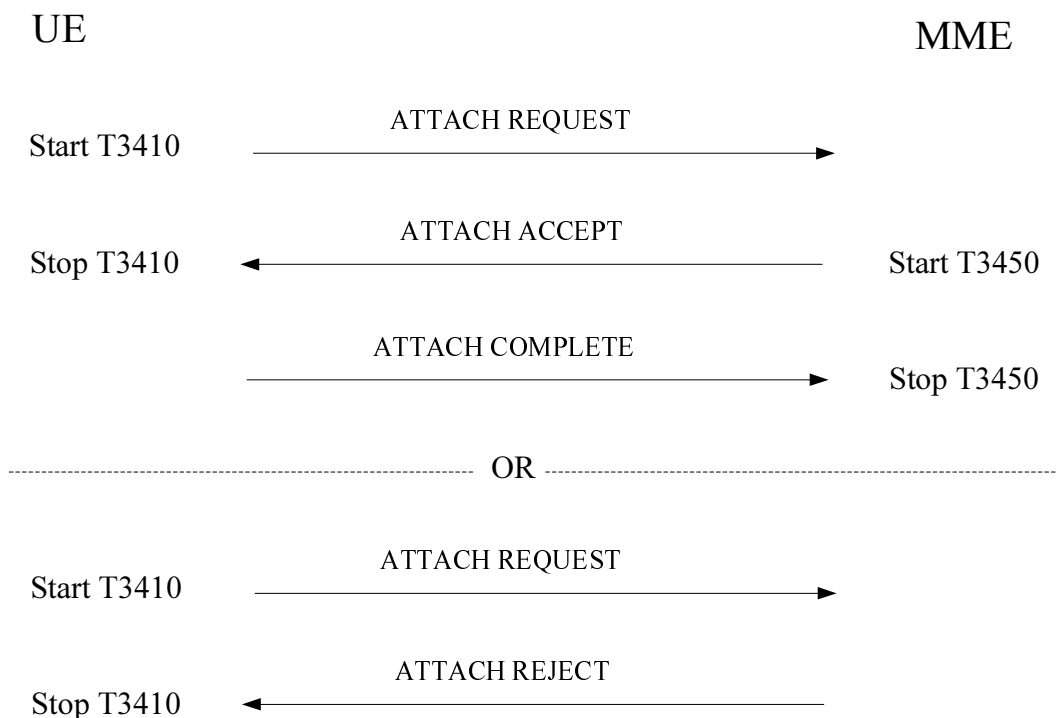 UE
MME
ATTACH REQUEST
Start T3410
ATTACH ACCEPT
Stop T3410
Start T3450
ATTACH COMPLETE
Stop T3450
OR
ATTACH REQUEST
Start T3410
ATTACH REJECT
Stop T3410